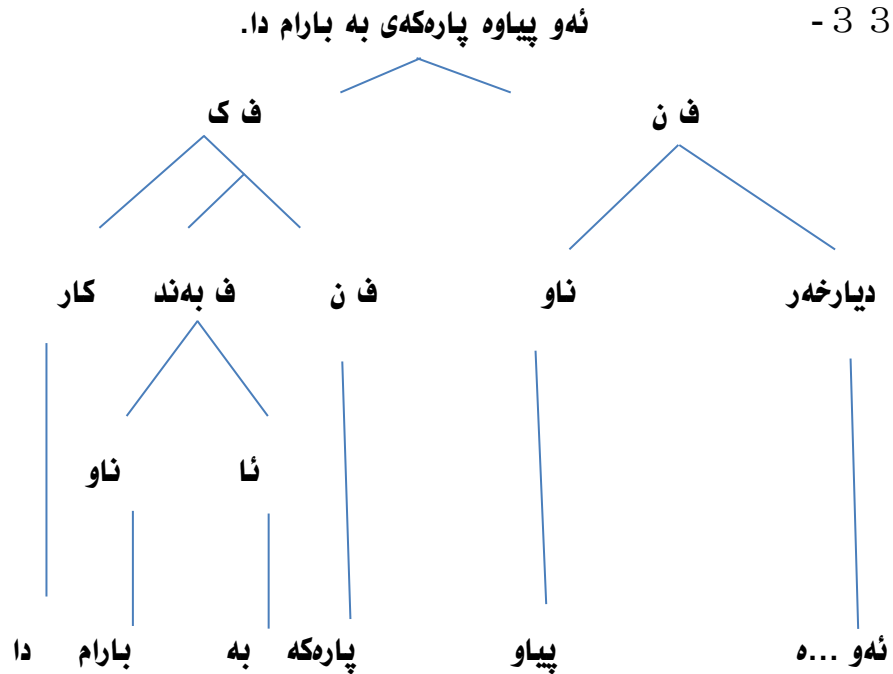 3 3- ئەو پیاوە پارەکەی بە بارام دا.
ف ن ف ک
دیارخەر ناو ف ن ف بەند کار
ئا ناو
ئەو ...ە پیاو پارەکە بە بارام دا